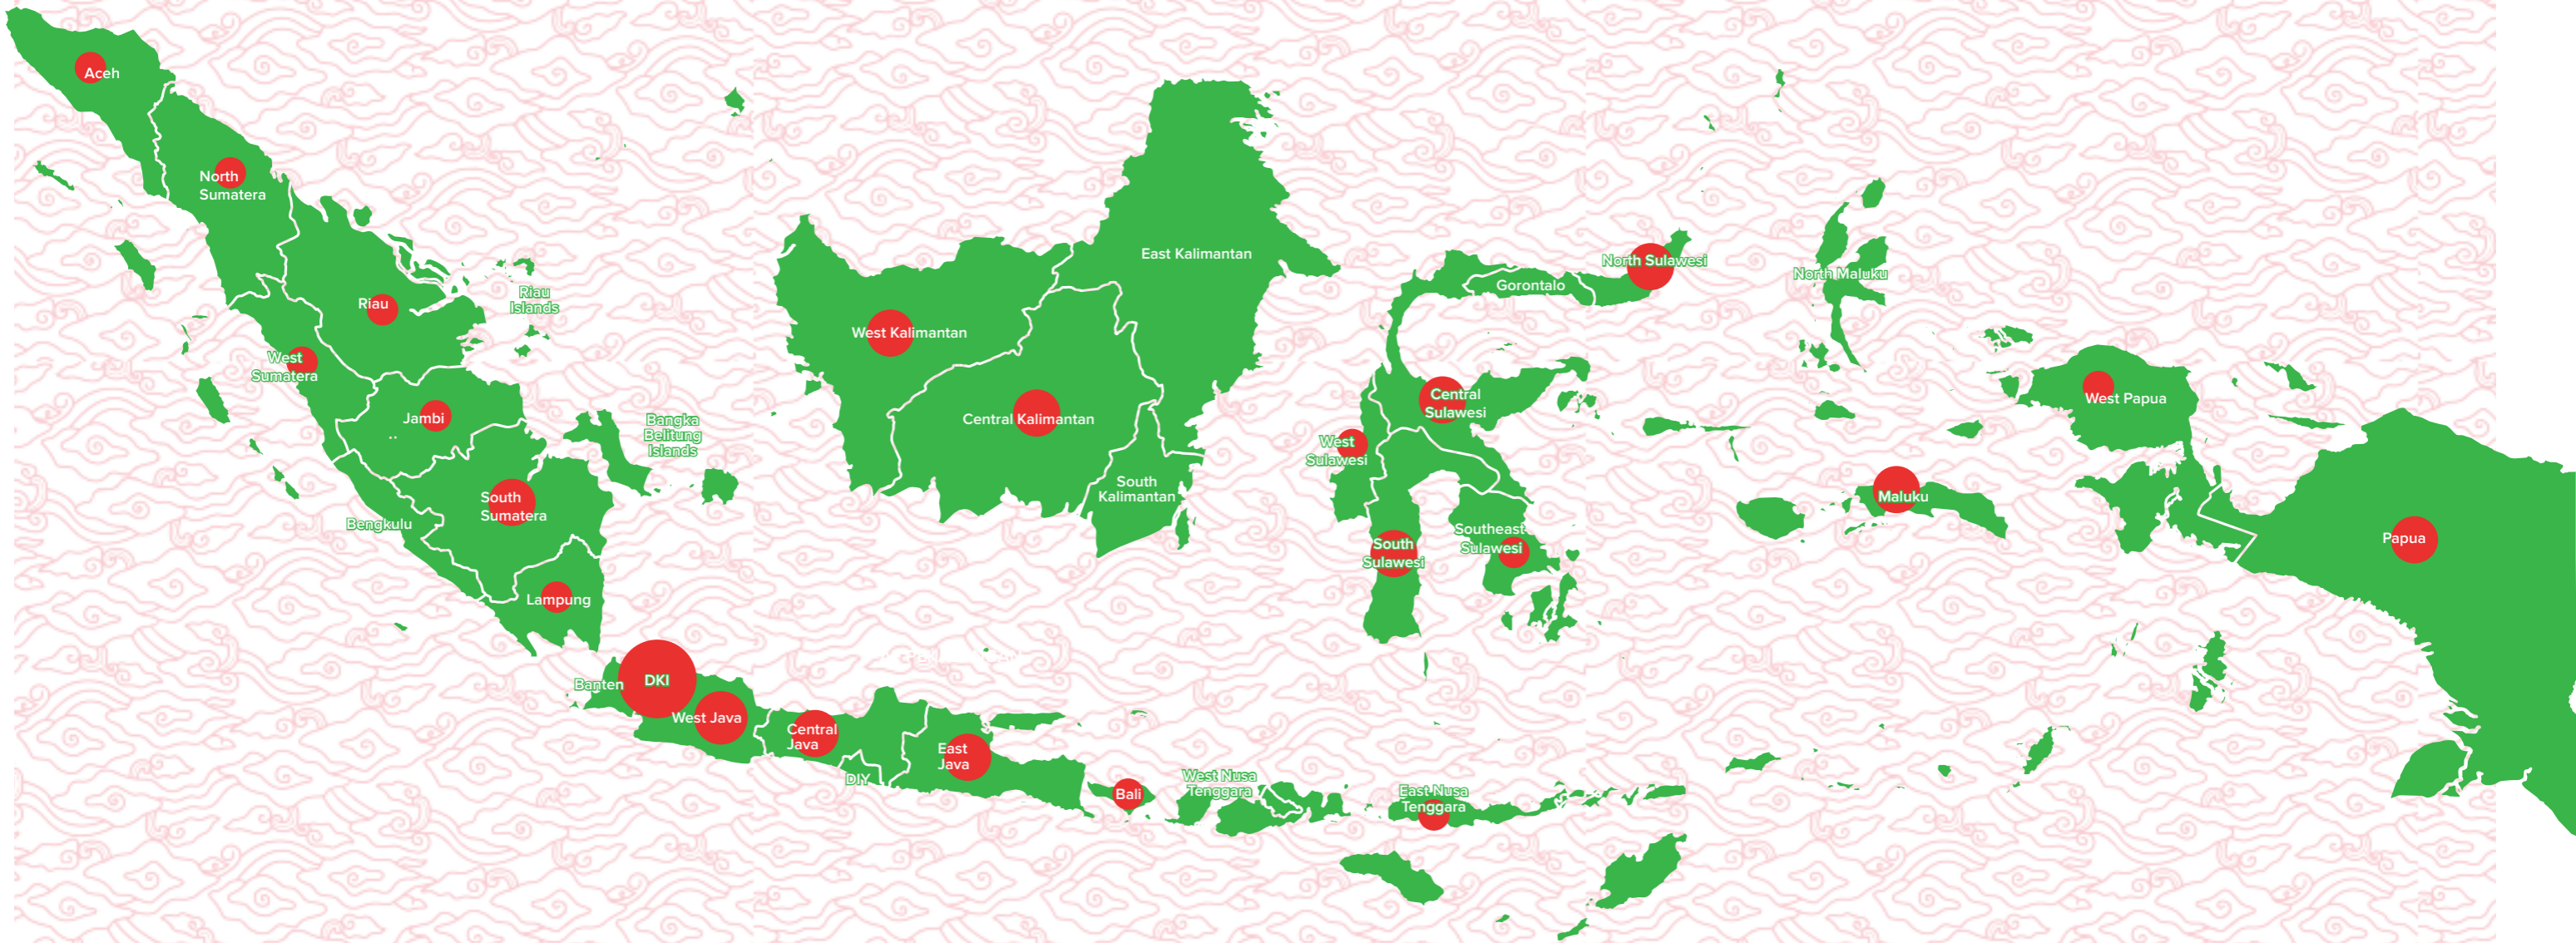 Aceh
North
Sumatera
Riau
Riau
Islands
West
Sumatera
Jambi
Bangka
Belitung
Islands
South
Sumatera
Bengkulu
Lampung
Banten
DKI
West Java
Central
Java
DIY
East
Java
Bali
West Nusa
Tenggara
East Nusa
Tenggara
West Kalimantan
Central Kalimantan
East Kalimantan
South
Kalimantan
North Sulawesi
Gorontalo
Central
Sulawesi
West
Sulawesi
South
Sulawesi
Southeast
Sulawesi
North Maluku
Maluku
West Papua
Papua